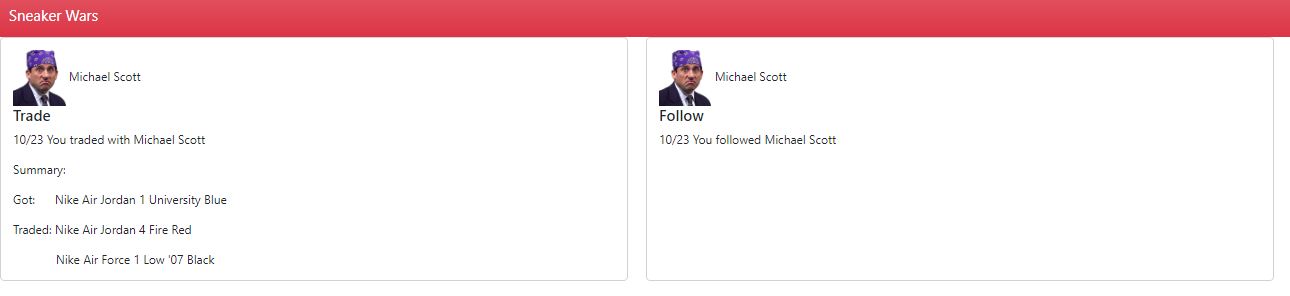 Sneaker Wars
Michael Scott
Trade
10/23 You traded with Michael Scott
Summary:
Got: Nike Air Jordan 1 University Blue
Traded: Nike Air Jordan 4 Fire Red
Nike Air Force 1 Low '07 Black
Michael Scott
Follow
10/23 You followed Michael Scott